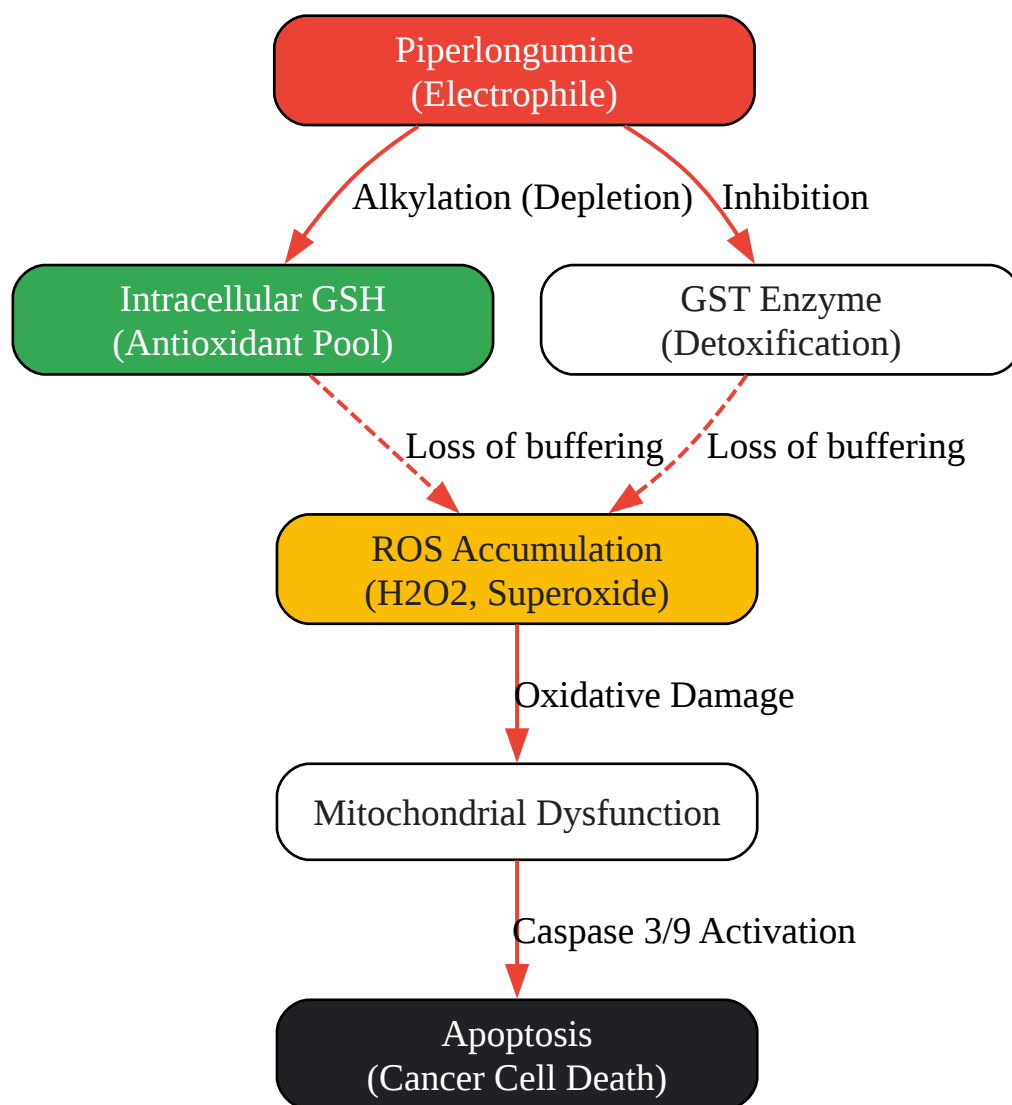 Piperlongumine
(Electrophile)
Alkylation (Depletion)
Inhibition
Intracellular GSH
(Antioxidant Pool)
GST Enzyme
(Detoxification)
Loss of buffering
Loss of buffering
ROS Accumulation
(H2O2, Superoxide)
Oxidative Damage
Mitochondrial Dysfunction
Caspase 3/9 Activation
Apoptosis
(Cancer Cell Death)